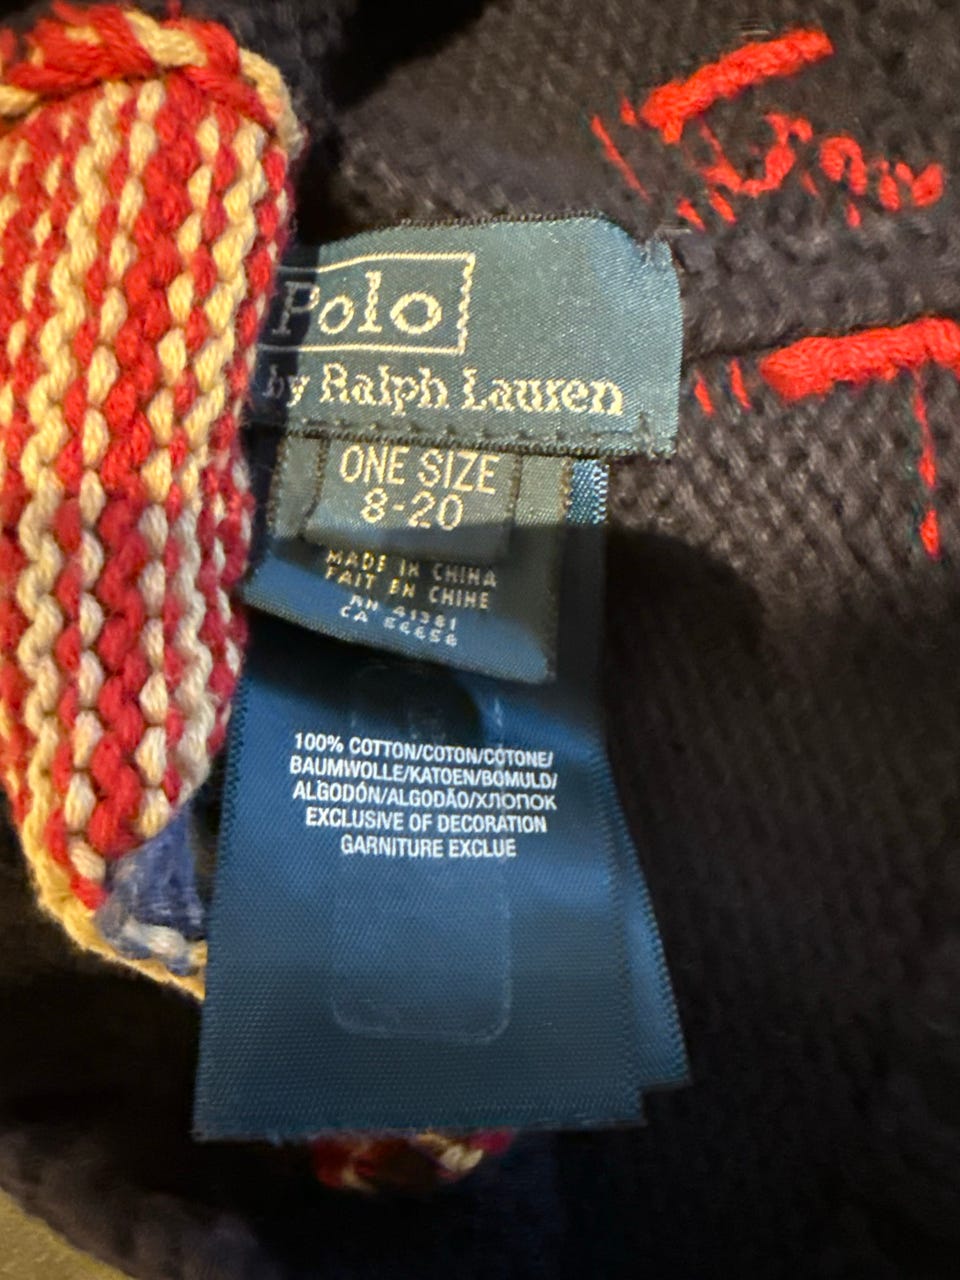 Polo
by Ralph Lauren
ONE SIZE
8-20
MADE IN CHINA
FAIT EN CHINE
RN 41381
CA 56656
100% COTTON/COTON/COTONE/
BAUMWOLLE/KATOEN/BOMULD/
ALGODÓN/ALGODÃO/ХЛОПОК
EXCLUSIVE OF DECORATION
GARNITURE EXCLUE